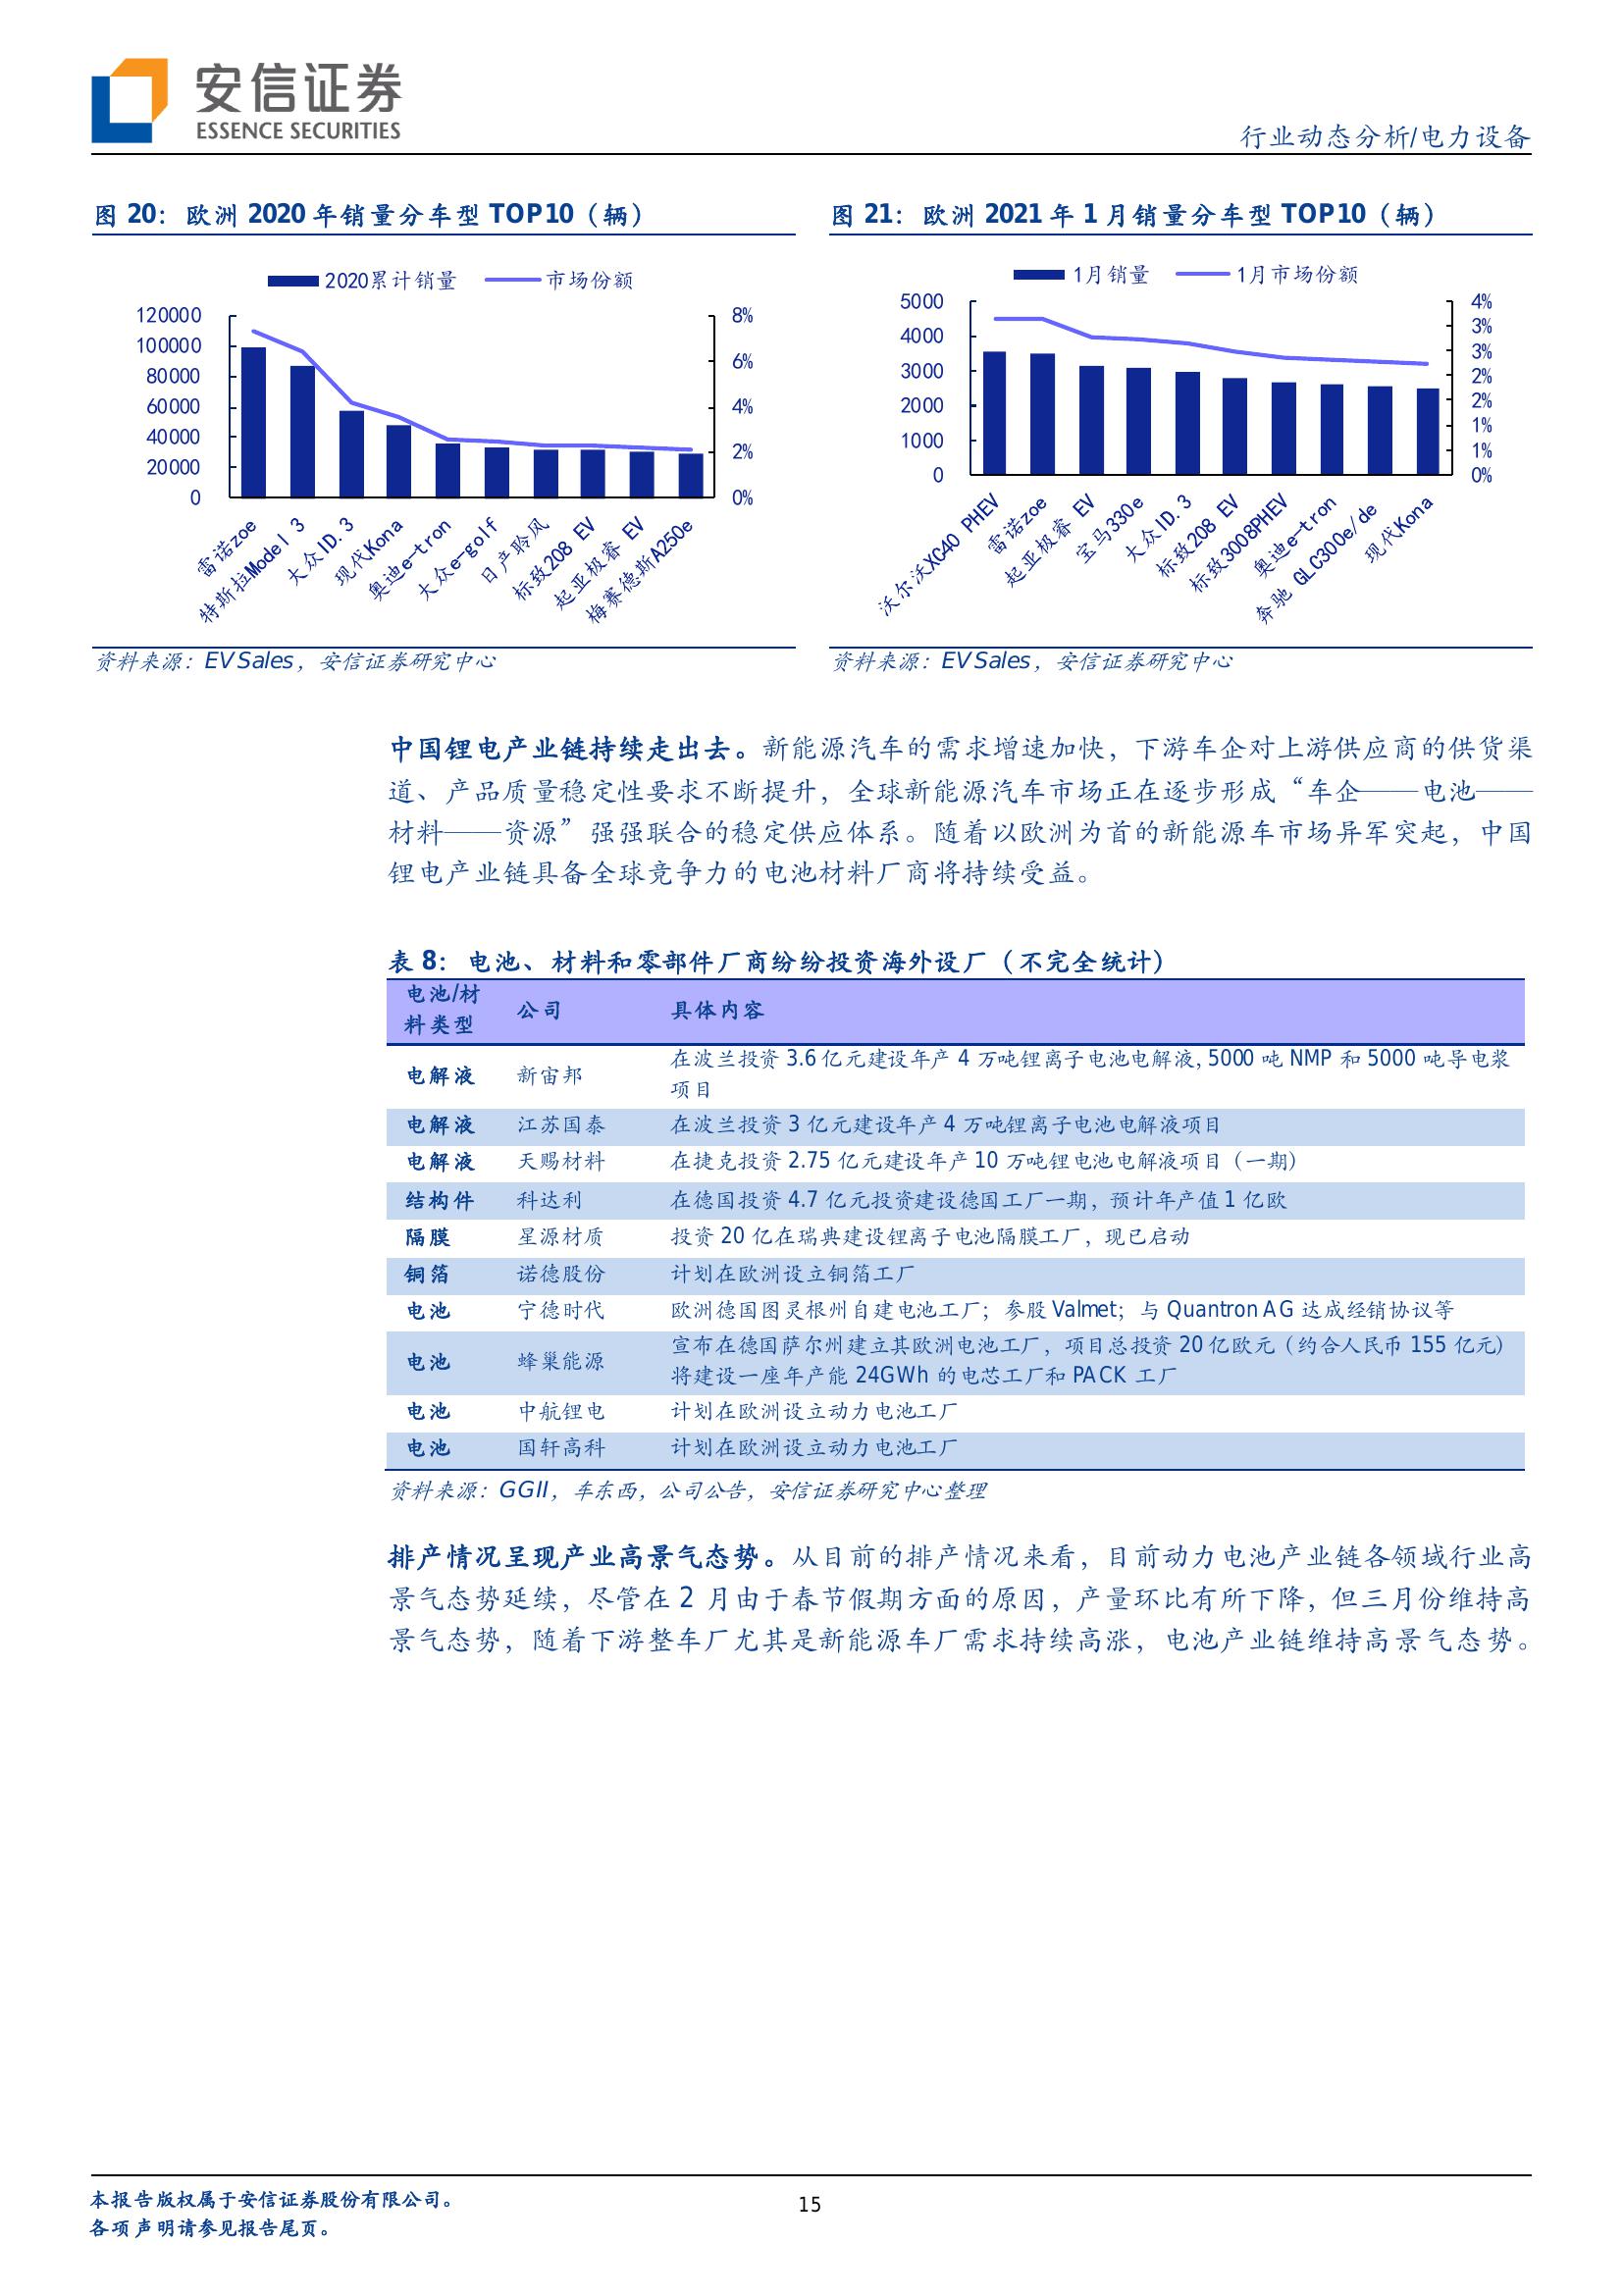 安信证券
ESSENCE SECURITIES
行业动态分析/电力设备
图 20：欧洲 2020 年销量分车型 TOP10（辆）
2020累计销量 市场份额
120000
100000
80000
60000
40000
20000
0
8%
6%
4%
2%
0%
雷诺zoe
特斯拉Model 3
大众ID.3
现代Kona
奥迪e-tron
大众e-golf
日产聆风
标致208 EV
起亚极睿 EV
梅赛德斯A250e
资料来源：EVSales，安信证券研究中心
图 21：欧洲 2021 年 1 月销量分车型 TOP10（辆）
1月销量 1月市场份额
5000
4000
3000
2000
1000
0
4%
3%
3%
2%
2%
1%
1%
0%
沃尔沃XC40 PHEV
雷诺zoe
起亚极睿 EV
宝马330e
大众ID.3
标致208 EV
标致3008PHEV
奥迪e-tron
奔驰 GLC300e/de
现代Kona
资料来源：EVSales，安信证券研究中心
中国锂电产业链持续走出去。新能源汽车的需求增速加快，下游车企对上游供应商的供货渠
道、产品质量稳定性要求不断提升，全球新能源汽车市场正在逐步形成“车企——电池——
材料——资源”强强联合的稳定供应体系。随着以欧洲为首的新能源车市场异军突起，中国
锂电产业链具备全球竞争力的电池材料厂商将持续受益。
表 8：电池、材料和零部件厂商纷纷投资海外设厂（不完全统计）
电池/材
料类型 公司 具体内容
电解液 新宙邦 在波兰投资 3.6 亿元建设年产 4 万吨锂离子电池电解液，5000 吨 NMP 和 5000 吨导电浆
项目
电解液 江苏国泰 在波兰投资 3 亿元建设年产 4 万吨锂离子电池电解液项目
电解液 天赐材料 在捷克投资 2.75 亿元建设年产 10 万吨锂电池电解液项目（一期）
结构件 科达利 在德国投资 4.7 亿元投资建设德国工厂一期，预计年产值 1 亿欧
隔膜 星源材质 投资 20 亿在瑞典建设锂离子电池隔膜工厂，现已启动
铜箔 诺德股份 计划在欧洲设立铜箔工厂
电池 宁德时代 欧洲德国图灵根州自建电池工厂；参股 Valmet；与 Quantron AG 达成经销协议等
电池 蜂巢能源 宣布在德国萨尔州建立其欧洲电池工厂，项目总投资 20 亿欧元（约合人民币 155 亿元）
将建设一座年产能 24GWh 的电芯工厂和 PACK 工厂
电池 中航锂电 计划在欧洲设立动力电池工厂
电池 国轩高科 计划在欧洲设立动力电池工厂
资料来源：GGII，车东西，公司公告，安信证券研究中心整理
排产情况呈现产业高景气态势。从目前的排产情况来看，目前动力电池产业链各领域行业高
景气态势延续，尽管在 2 月由于春节假期方面的原因，产量环比有所下降，但三月份维持高
景气态势，随着下游整车厂尤其是新能源车厂需求持续高涨，电池产业链维持高景气态势。
本报告版权属于安信证券股份有限公司。
各项声明请参见报告尾页。
15